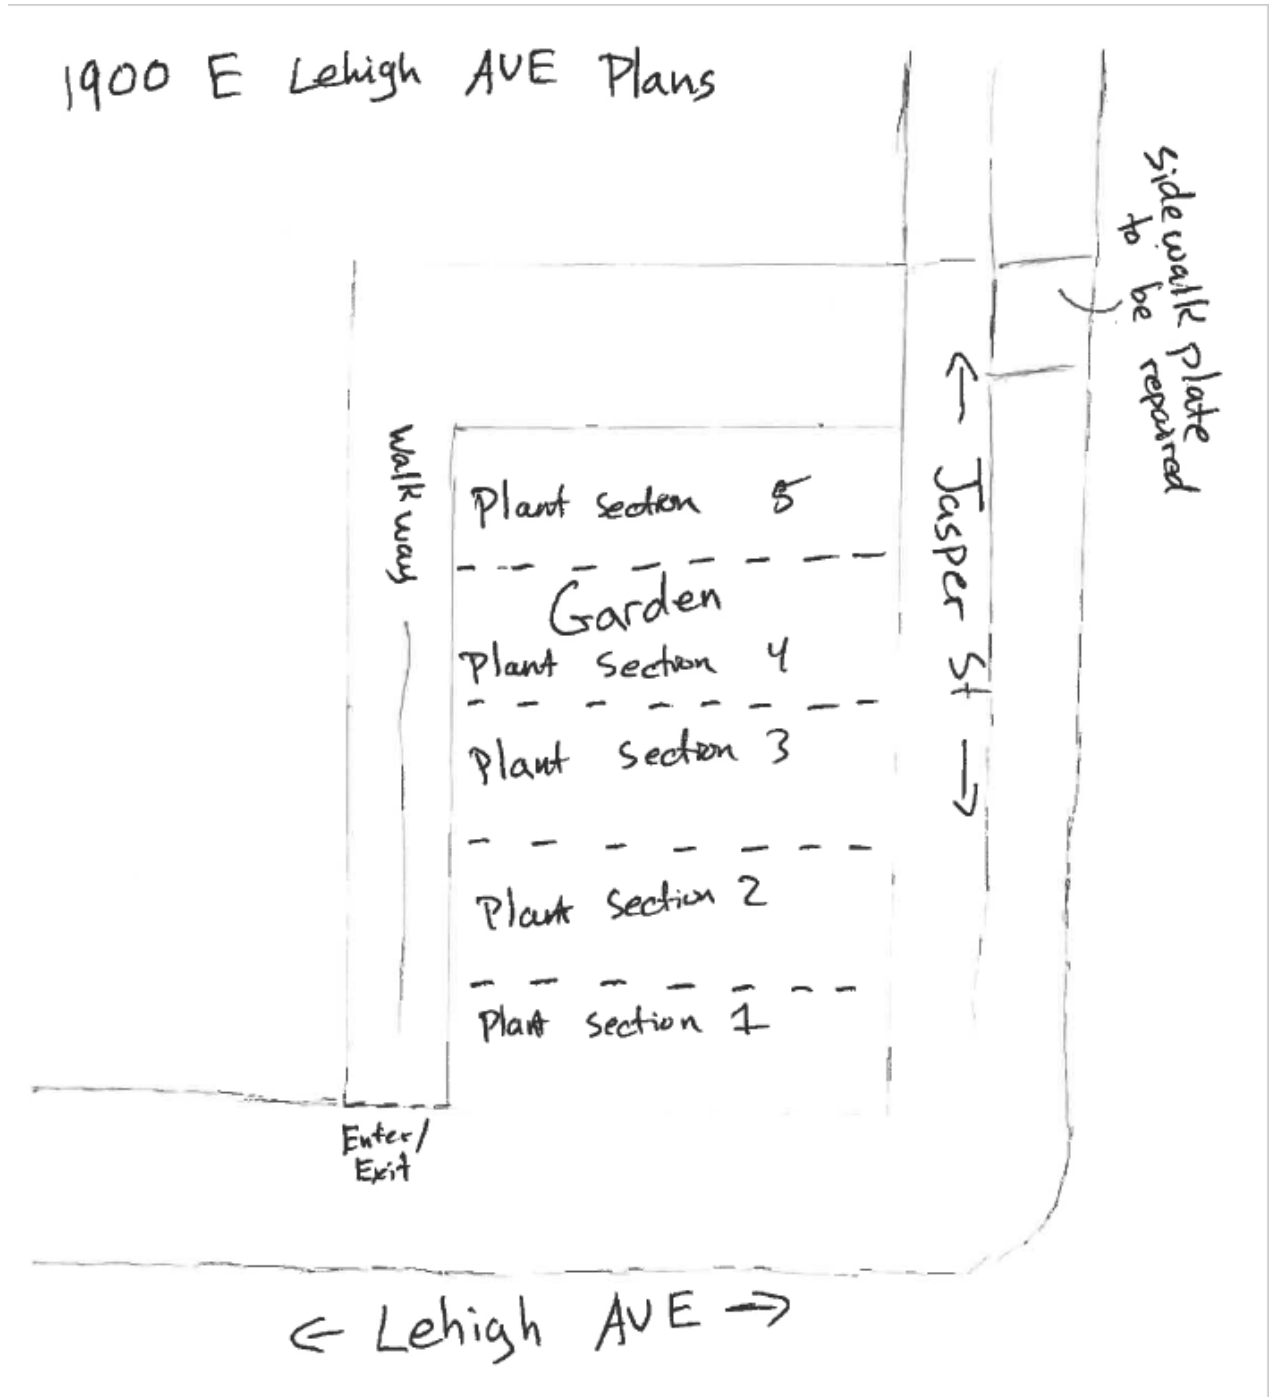 1900 E Lehigh AVE Plans
sidewalk plate
to be repaired
Walkway
Plant section 5
Garden
Plant section 4
Plant section 3
Plant section 2
Plant section 1
← Jasper St →
Enter/
Exit
← Lehigh AVE →